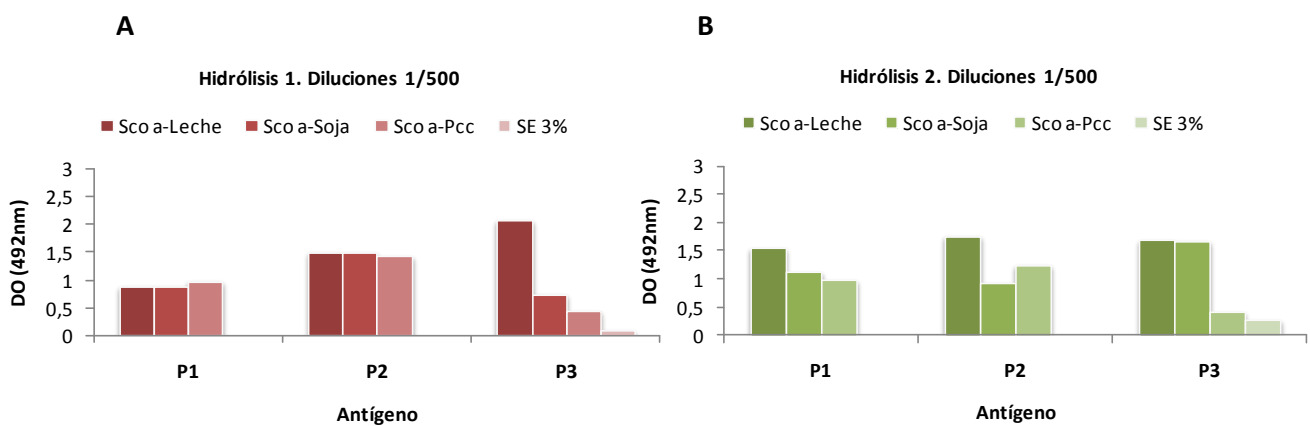 A
Hidrólisis 1. Diluciones 1/500
Sco a-Leche Sco a-Soja Sco a-Pcc SE 3%
3
2,5
2
1,5
1
0,5
0
DO (492nm)
P1 P2 P3
Antígeno
B
Hidrólisis 2. Diluciones 1/500
Sco a-Leche Sco a-Soja Sco a-Pcc SE 3%
3
2,5
2
1,5
1
0,5
0
DO (492nm)
P1 P2 P3
Antígeno